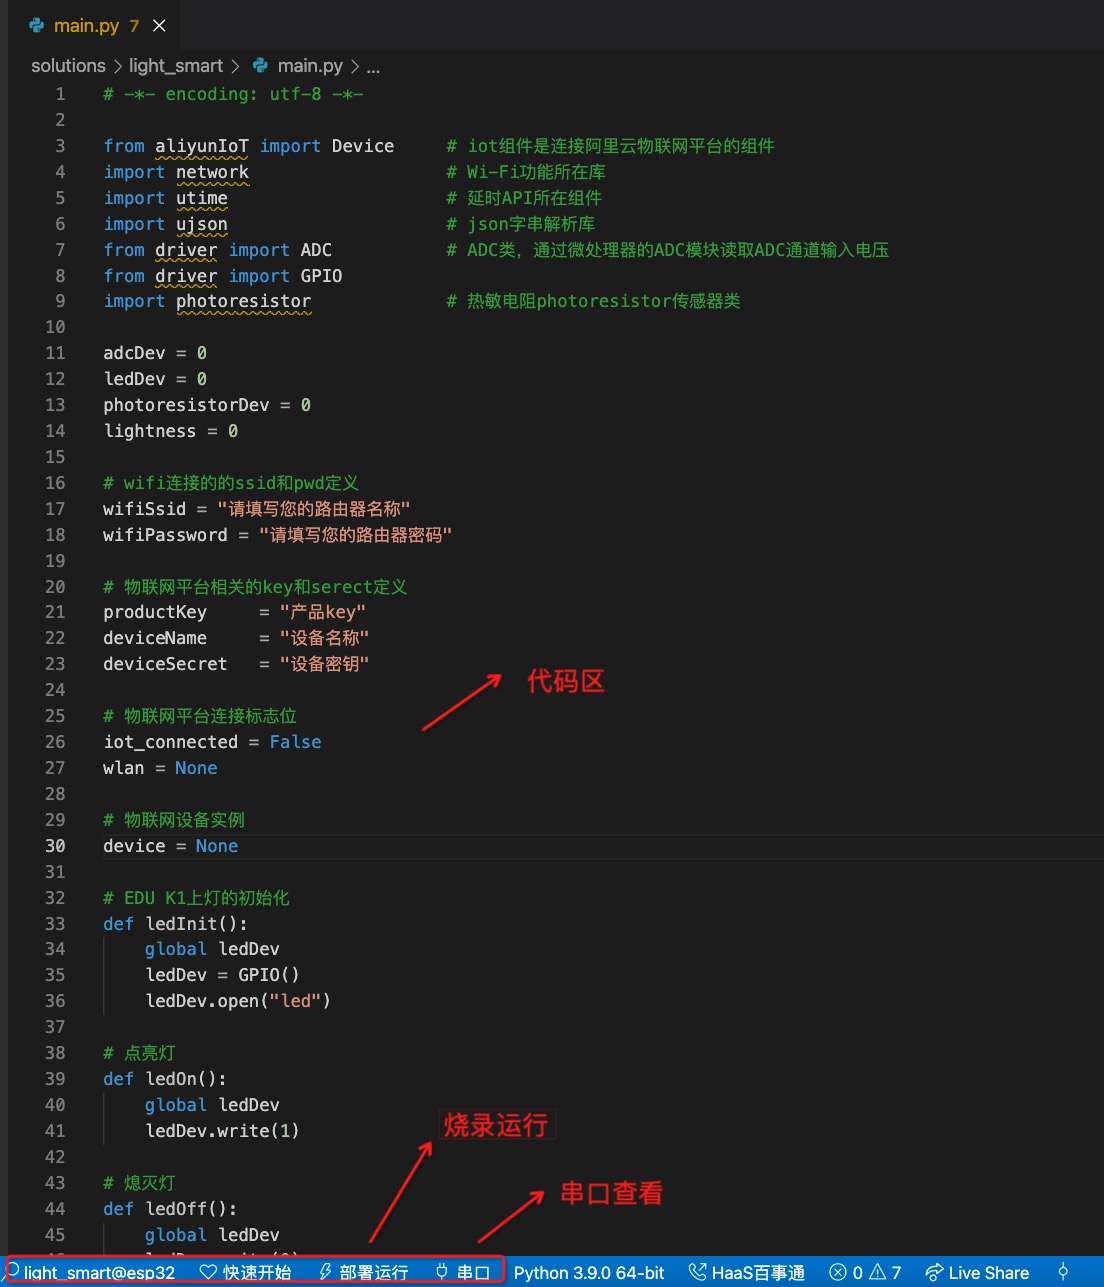 main.py 7
solutions > light_smart > main.py > ...
1 # -*- encoding: utf-8 -*-
2
3 from aliyunIoT import Device # iot组件是连接阿里云物联网平台的组件
4 import network # Wi-Fi功能所在库
5 import utime # 延时API所在组件
6 import ujson # json字串解析库
7 from driver import ADC # ADC类，通过微处理器的ADC模块读取ADC通道输入电压
8 from driver import GPIO
9 import photoresistor # 热敏电阻photoresistor传感器类
10
11 adcDev = 0
12 ledDev = 0
13 photoresistorDev = 0
14 lightness = 0
15
16 # wifi连接的的ssid和pwd定义
17 wifiSsid = "请填写您的路由器名称"
18 wifiPassword = "请填写您的路由器密码"
19
20 # 物联网平台相关的key和serect定义
21 productKey = "产品key"
22 deviceName = "设备名称"
23 deviceSecret = "设备密钥"
代码区
24
25 # 物联网平台连接标志位
26 iot_connected = False
27 wlan = None
28
29 # 物联网设备实例
30 device = None
31
32 # EDU K1上灯的初始化
33 def ledInit():
34 global ledDev
35 ledDev = GPIO()
36 ledDev.open("led")
37
38 # 点亮灯
39 def ledOn():
40 global ledDev
烧录运行
41 ledDev.write(1)
42
43 # 熄灭灯
串口查看
44 def ledOff():
45 global ledDev
light_smart@esp32 快速开始 部署运行 串口 Python 3.9.0 64-bit HaaS百事通 0 7 Live Share